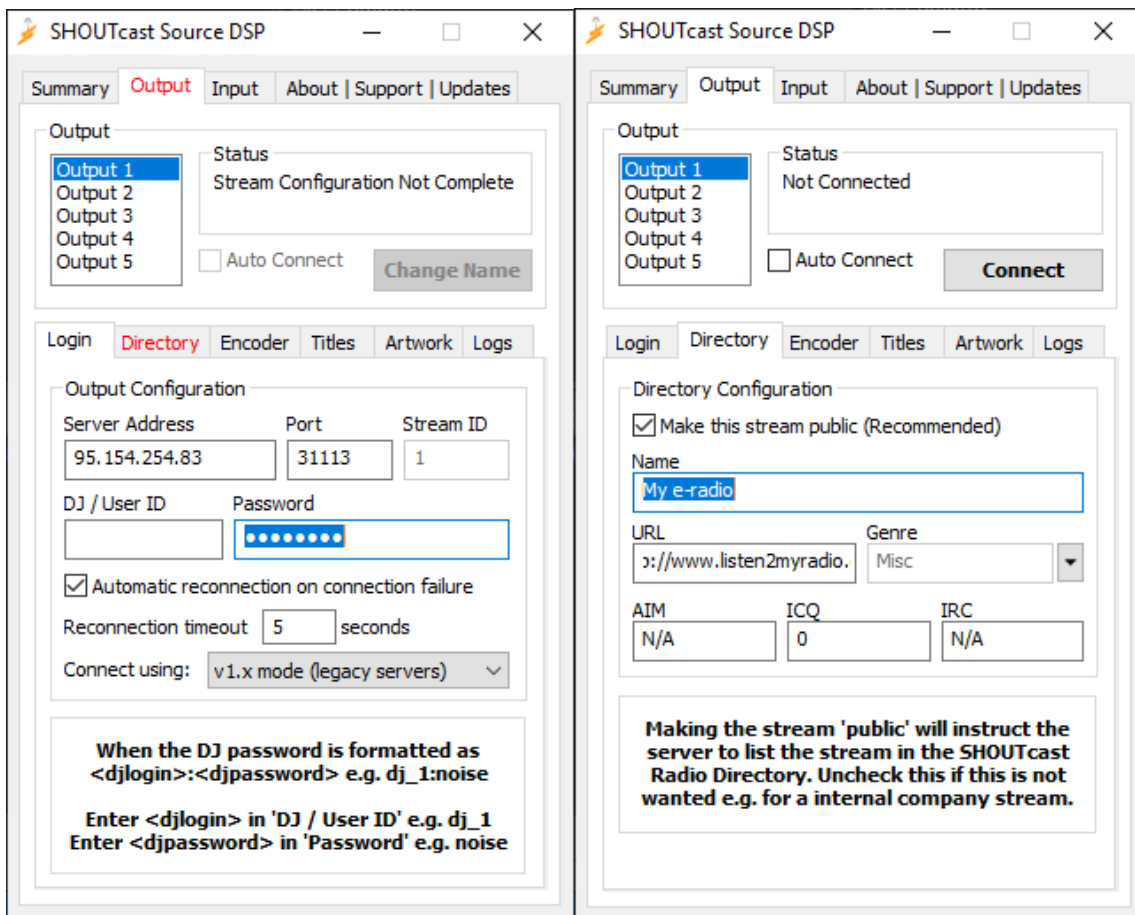 SHOUTcast Source DSP
Summary Output Input About | Support | Updates
Output
Output 1
Output 2
Output 3
Output 4
Output 5
Status
Stream Configuration Not Complete
Auto Connect
Change Name
Login Directory Encoder Titles Artwork Logs
Output Configuration
Server Address Port Stream ID
95.154.254.83 31113 1
DJ / User ID Password
●●●●●●●●
Automatic reconnection on connection failure
Reconnection timeout 5 seconds
Connect using: v1.x mode (legacy servers)
When the DJ password is formatted as
<djlogin>:<djpassword> e.g. dj_1:noise
Enter <djlogin> in 'DJ / User ID' e.g. dj_1
Enter <djpassword> in 'Password' e.g. noise
SHOUTcast Source DSP
Summary Output Input About | Support | Updates
Output
Output 1
Output 2
Output 3
Output 4
Output 5
Status
Not Connected
Auto Connect
Connect
Login Directory Encoder Titles Artwork Logs
Directory Configuration
Make this stream public (Recommended)
Name
My e-radio
URL Genre
://www.listen2myradio. Misc
AIM ICQ IRC
N/A 0 N/A
Making the stream 'public' will instruct the
server to list the stream in the SHOUTcast
Radio Directory. Uncheck this if this is not
wanted e.g. for a internal company stream.